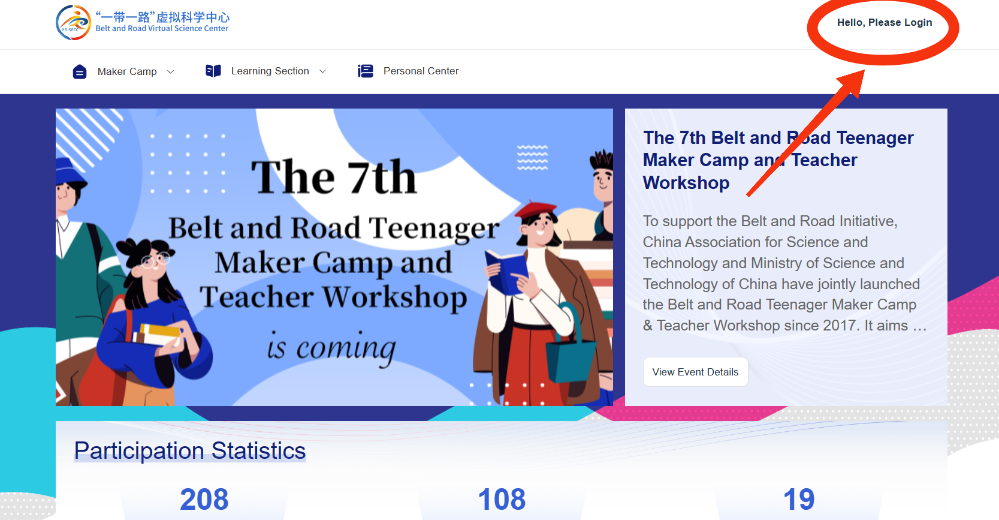 “一带一路”虚拟科学中心
Belt and Road Virtual Science Center
BRISECC
Hello, Please Login
Maker Camp
Learning Section
Personal Center
The 7th
Belt and Road Teenager
Maker Camp and
Teacher Workshop
is coming
The 7th Belt and Road Teenager
Maker Camp and Teacher
Workshop
To support the Belt and Road Initiative,
China Association for Science and
Technology and Ministry of Science and
Technology of China have jointly launched
the Belt and Road Teenager Maker Camp
& Teacher Workshop since 2017. It aims …
View Event Details
Participation Statistics
208
108
19